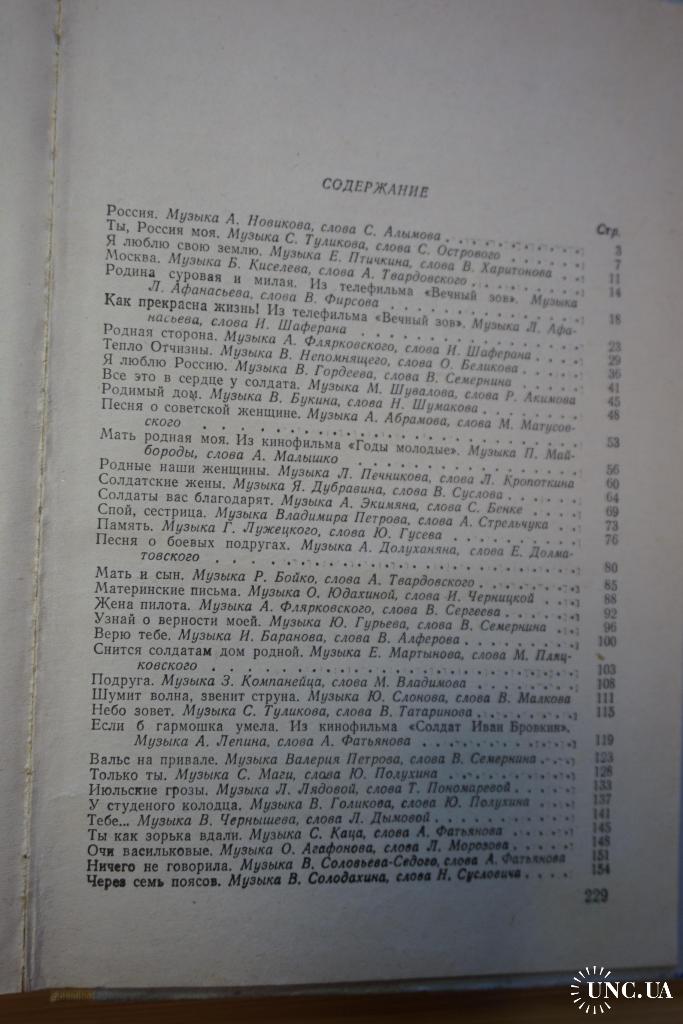 СОДЕРЖАНИЕ
Стр.
Россия. Музыка А. Новикова, слова С. Алымова . . . . . . . 3
Ты, Россия моя. Музыка С. Туликова, слова С. Острового . . . . . 7
Я люблю свою землю. Музыка Е. Птичкина, слова В. Харитонова . . 11
Москва. Музыка Б. Киселева, слова А. Твардовского . . . . . . 14
Родина суровая и милая. Из телефильма «Вечный зов». Музыка
Л. Афанасьева, слова В. Фирсова . . . . . . . . . . 18
Как прекрасна жизнь! Из телефильма «Вечный зов». Музыка Л. Афа-
насьева, слова И. Шаферана . . . . . . . . . . . 23
Родная сторона. Музыка А. Флярковского, слова И. Шаферана . . . 29
Тепло Отчизны. Музыка В. Непомнящего, слова О. Беликова . . . . 36
Я люблю Россию. Музыка В. Гордеева, слова В. Семернина . . . . 41
Все это в сердце у солдата. Музыка М. Шувалова, слова Р. Акимова 45
Родимый дом. Музыка В. Букина, слова Н. Шумакова . . . . . . 48
Песня о советской женщине. Музыка А. Абрамова, слова М. Матусов-
ского . . . . . . . . . . . . . . . . . 53
Мать родная моя. Из кинофильма «Годы молодые». Музыка П. Май-
бороды, слова А. Малышко . . . . . . . . . . . 56
Родные наши женщины. Музыка Л. Печникова, слова Л. Кропоткина 60
Солдатские жены. Музыка Я. Дубравина, слова В. Суслова . . . . 64
Солдаты вас благодарят. Музыка А. Экимяна, слова С. Бенке . . . 69
Спой, сестрица. Музыка Владимира Петрова, слова А. Стрельчука . . 73
Память. Музыка Г. Лужецкого, слова Ю. Гусева . . . . . . . 76
Песня о боевых подругах. Музыка А. Долуханяна, слова Е. Долма-
товского . . . . . . . . . . . . . . . . 80
Мать и сын. Музыка Р. Бойко, слова А. Твардовского . . . . . . 85
Материнские письма. Музыка О. Юдахиной, слова И. Черницкой . . . 88
Жена пилота. Музыка А. Флярковского, слова В. Сергеева . . . . . 92
Узнай о верности моей. Музыка Ю. Гурьева, слова В. Семернина . . 96
Верю тебе. Музыка И. Баранова, слова В. Алферова . . . . . . 100
Снится солдатам дом родной. Музыка Е. Мартынова, слова М. Пляц-
ковского . . . . . . . . . . . . . . . . 103
Подруга. Музыка З. Компанейца, слова М. Владимова . . . . . . 108
Шумит волна, звенит струна. Музыка Ю. Слонова, слова В. Малкова 111
Небо зовет. Музыка С. Туликова, слова В. Татаринова . . . . . . 115
Если б гармошка умела. Из кинофильма «Солдат Иван Бровкин».
Музыка А. Лепина, слова А. Фатьянова . . . . . . . . 119
Вальс на привале. Музыка Валерия Петрова, слова В. Семернина . . . 123
Только ты. Музыка С. Маги, слова Ю. Полухина . . . . . . . 128
Июльские грозы. Музыка Л. Лядовой, слова Т. Пономаревой . . . . 133
У студеного колодца. Музыка В. Голикова, слова Ю. Полухина . . . 137
Тебе... Музыка В. Чернышева, слова Л. Дымовой . . . . . . . 141
Ты как зорька вдали. Музыка С. Каца, слова А. Фатьянова . . . . 145
Очи васильковые. Музыка О. Агафонова, слова Л. Морозова . . . . 148
Ничего не говорила. Музыка В. Соловьева-Седого, слова А. Фатьянова 151
Через семь поясов. Музыка В. Солодахина, слова Н. Сусловича . . . . 154
229
UNC.UA